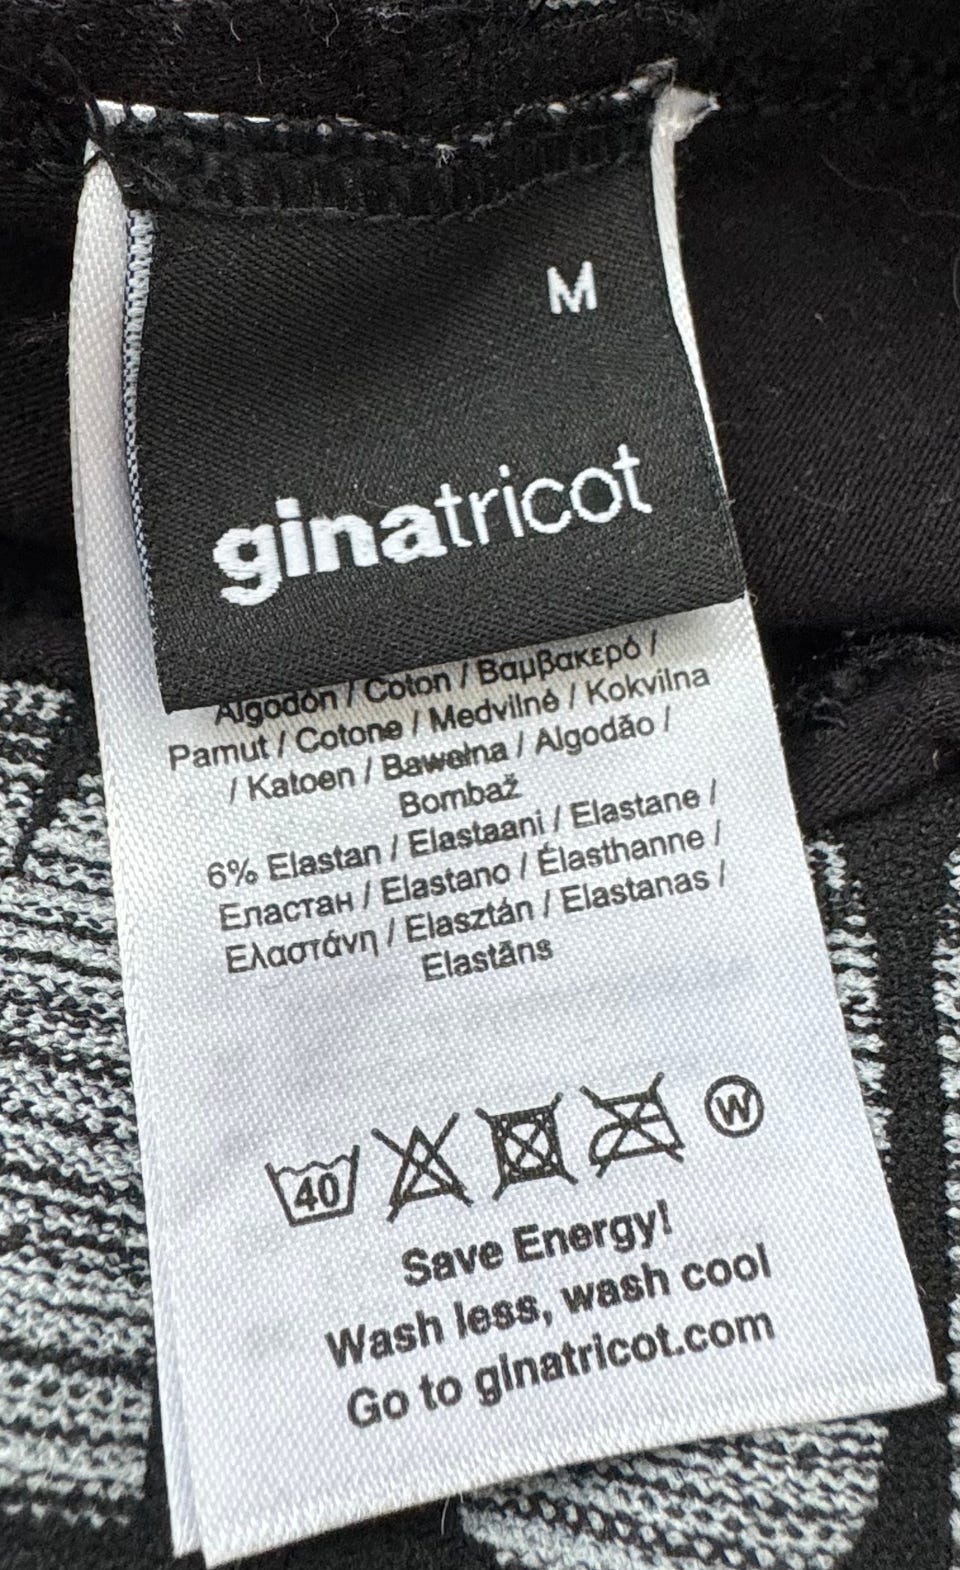 M
ginatricot
Algodón / Coton / Βαμβακερό /
Pamut / Cotone / Medvilnė / Kokvilna
/ Katoen / Bawełna / Algodão /
Bombaž
6% Elastan / Elastaani / Elastane /
Еластан / Elastano / Élasthanne /
Ελαστάνη / Elasztán / Elastanas /
Elastāns
40
W
Save Energy!
Wash less, wash cool
Go to ginatricot.com